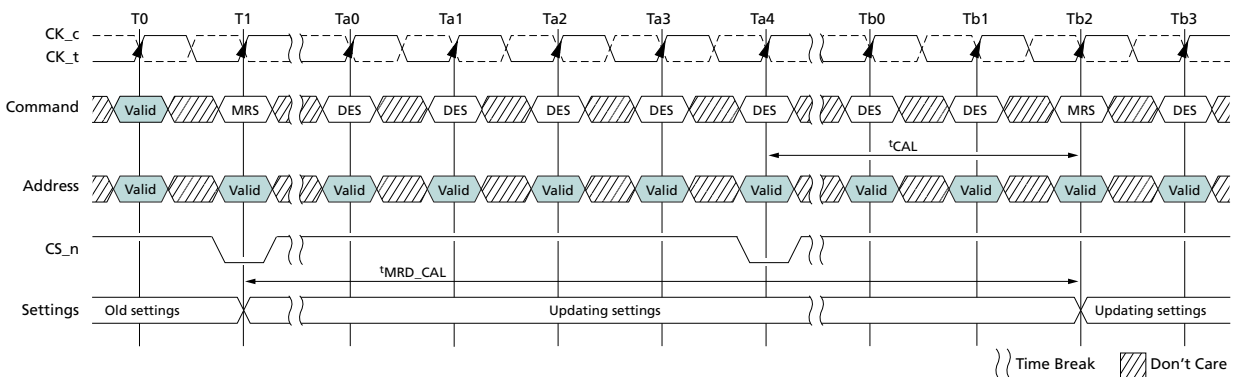 T0 T1 Ta0 Ta1 Ta2 Ta3 Ta4 Tb0 Tb1 Tb2 Tb3
CK_c
CK_t
Command Valid MRS DES DES DES DES DES DES DES MRS DES
tCAL
Address Valid Valid Valid Valid Valid Valid Valid Valid Valid Valid Valid
CS_n
tMRD_CAL
Settings Old settings Updating settings Updating settings
Time Break Don't Care